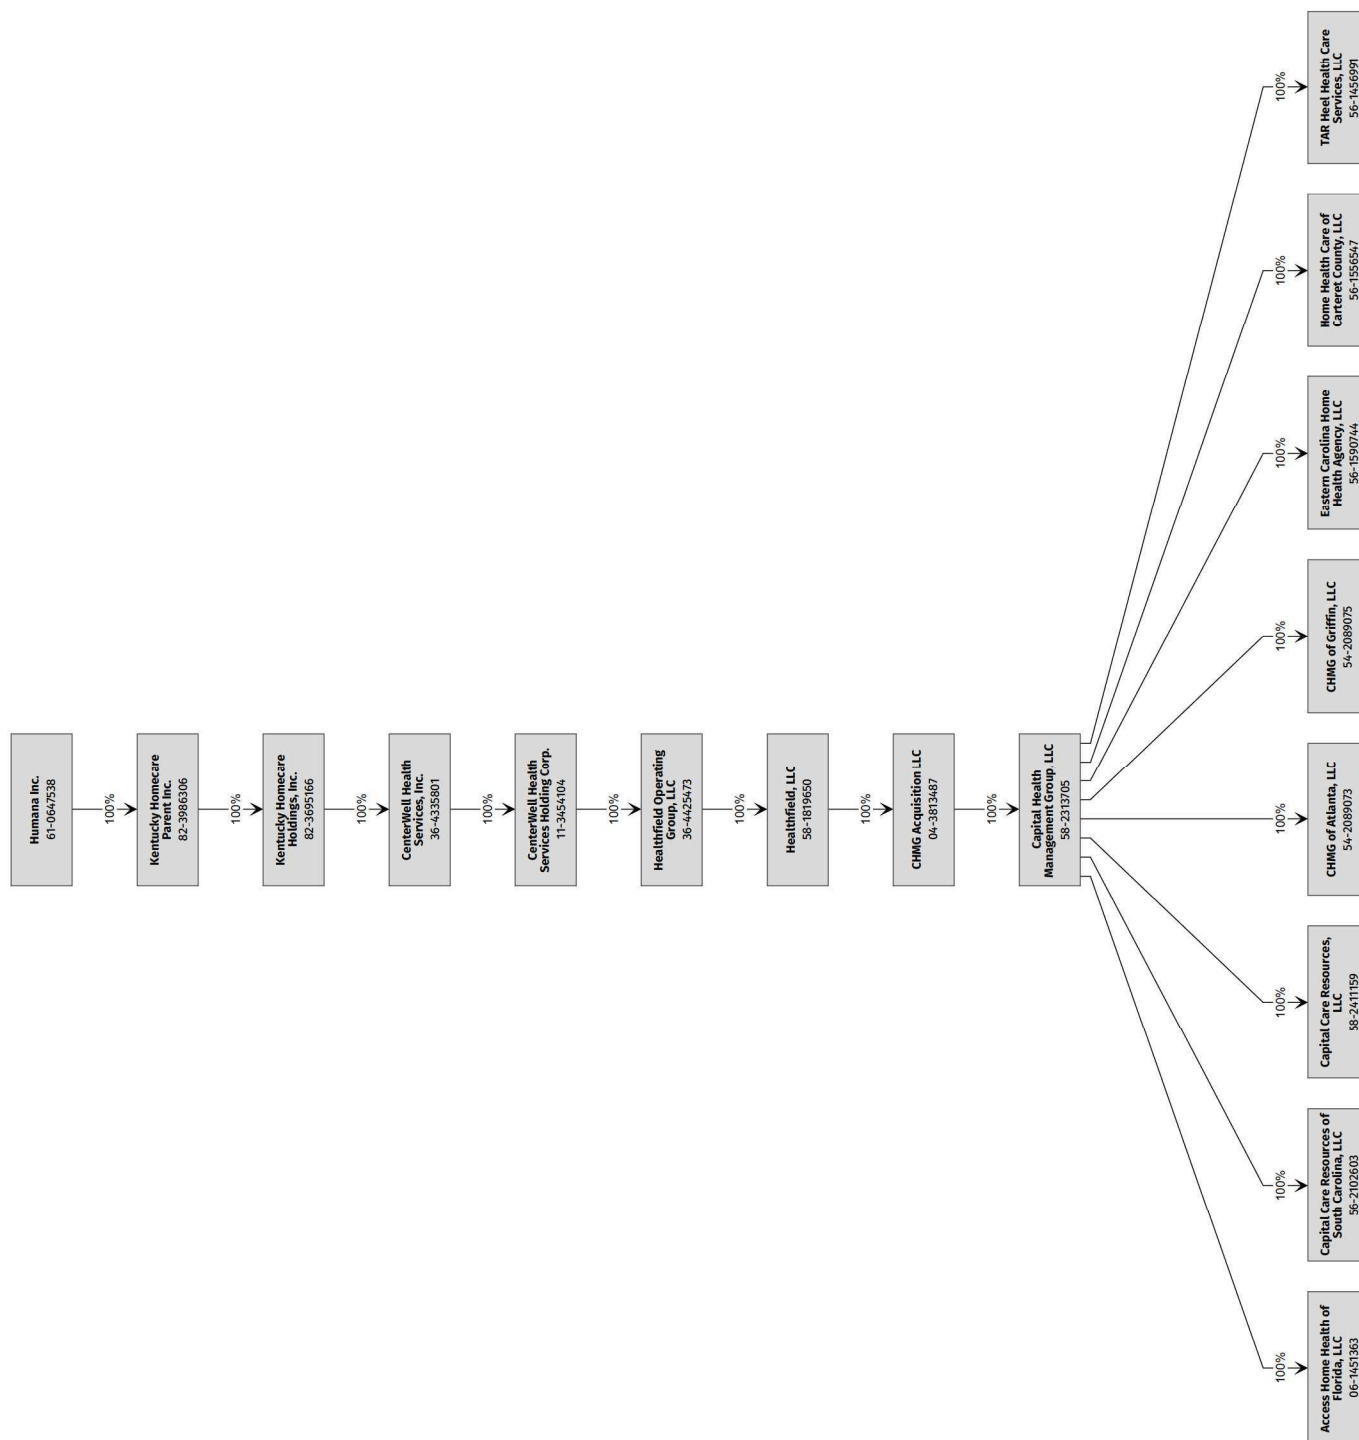 Humana Inc.
61-0647538
100%
Kentucky Homecare
Parent Inc.
82-3986306
100%
Kentucky Homecare
Holdings, Inc.
82-3695166
100%
CenterWell Health
Services, Inc.
36-4335801
100%
CenterWell Health
Services Holding Corp.
11-3454104
100%
Healthfield Operating
Group, LLC
36-4425473
100%
Healthfield, LLC
58-1819650
100%
CHMG Acquisition LLC
04-3813487
100%
Capital Health
Management Group, LLC
58-2313705
100%
Access Home Health of
Florida, LLC
06-1451363
100%
Capital Care Resources of
South Carolina, LLC
56-2102603
100%
Capital Care Resources,
LLC
58-2411159
100%
CHMG of Atlanta, LLC
54-2089073
100%
CHMG of Griffin, LLC
54-2089075
100%
Eastern Carolina Home
Health Agency, LLC
56-1590744
100%
Home Health Care of
Carteret County, LLC
56-1556547
100%
TAR Heel Health Care
Services, LLC
56-1456991